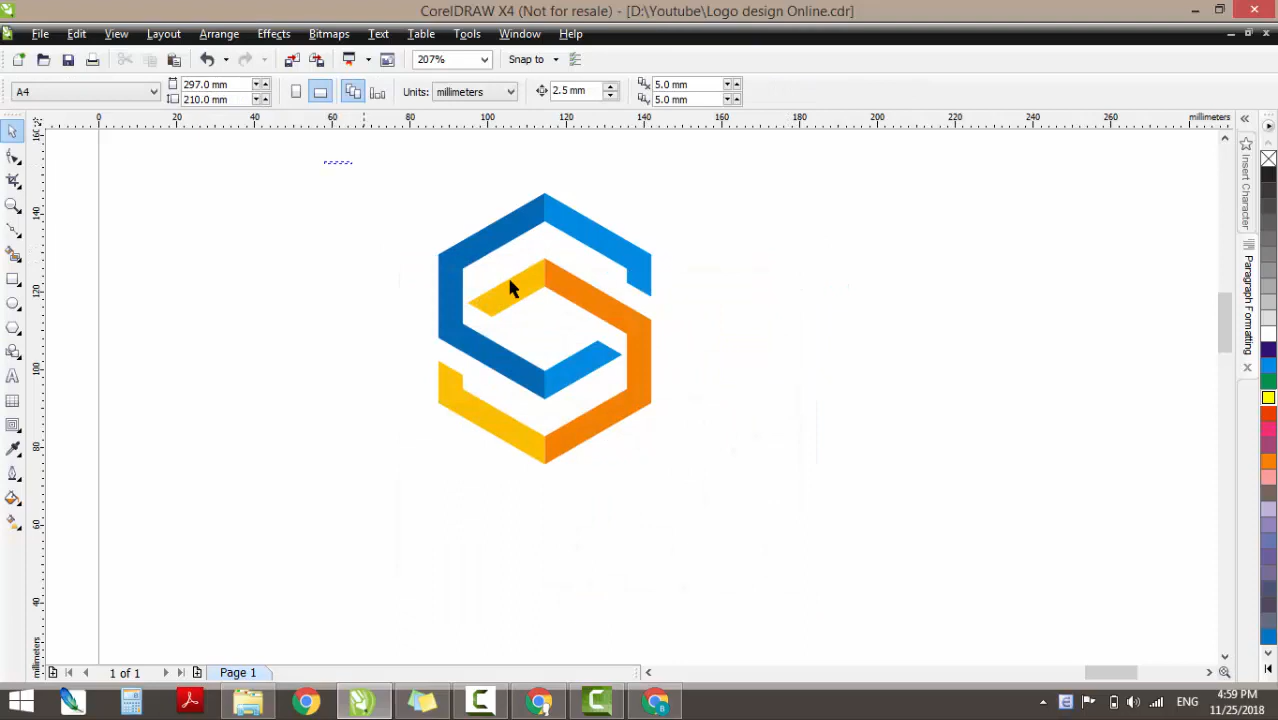 CorelDRAW X4 (Not for resale) - [D:\Youtube\Logo design Online.cdr]
File Edit View Layout Arrange Effects Bitmaps Text Table Tools Window Help
207% Snap to
A4 297.0 mm 210.0 mm Units: millimeters 2.5 mm 5.0 mm 5.0 mm
0 20 40 60 80 100 120 140 160 180 200 220 240 260 millimeters
160
140
120
100
80
60
40
millimeters
Insert Character
Paragraph Formatting
1 of 1 Page 1
ENG 4:59 PM
11/25/2018